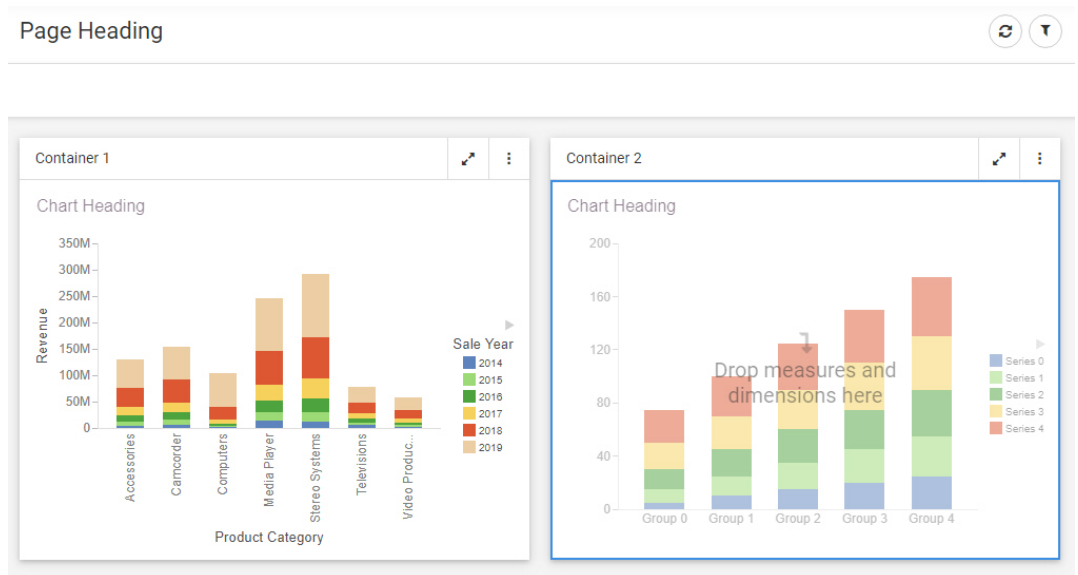 Page Heading
Container 1
Chart Heading
350M
300M
250M
200M
150M
100M
50M
0
Revenue
Accessories
Camcorder
Computers
Media Player
Stereo Systems
Televisions
Video Produc...
Product Category
Sale Year
2014
2015
2016
2017
2018
2019
Container 2
Chart Heading
200
160
120
80
40
0
Drop measures and
dimensions here
Group 0
Group 1
Group 2
Group 3
Group 4
Series 0
Series 1
Series 2
Series 3
Series 4